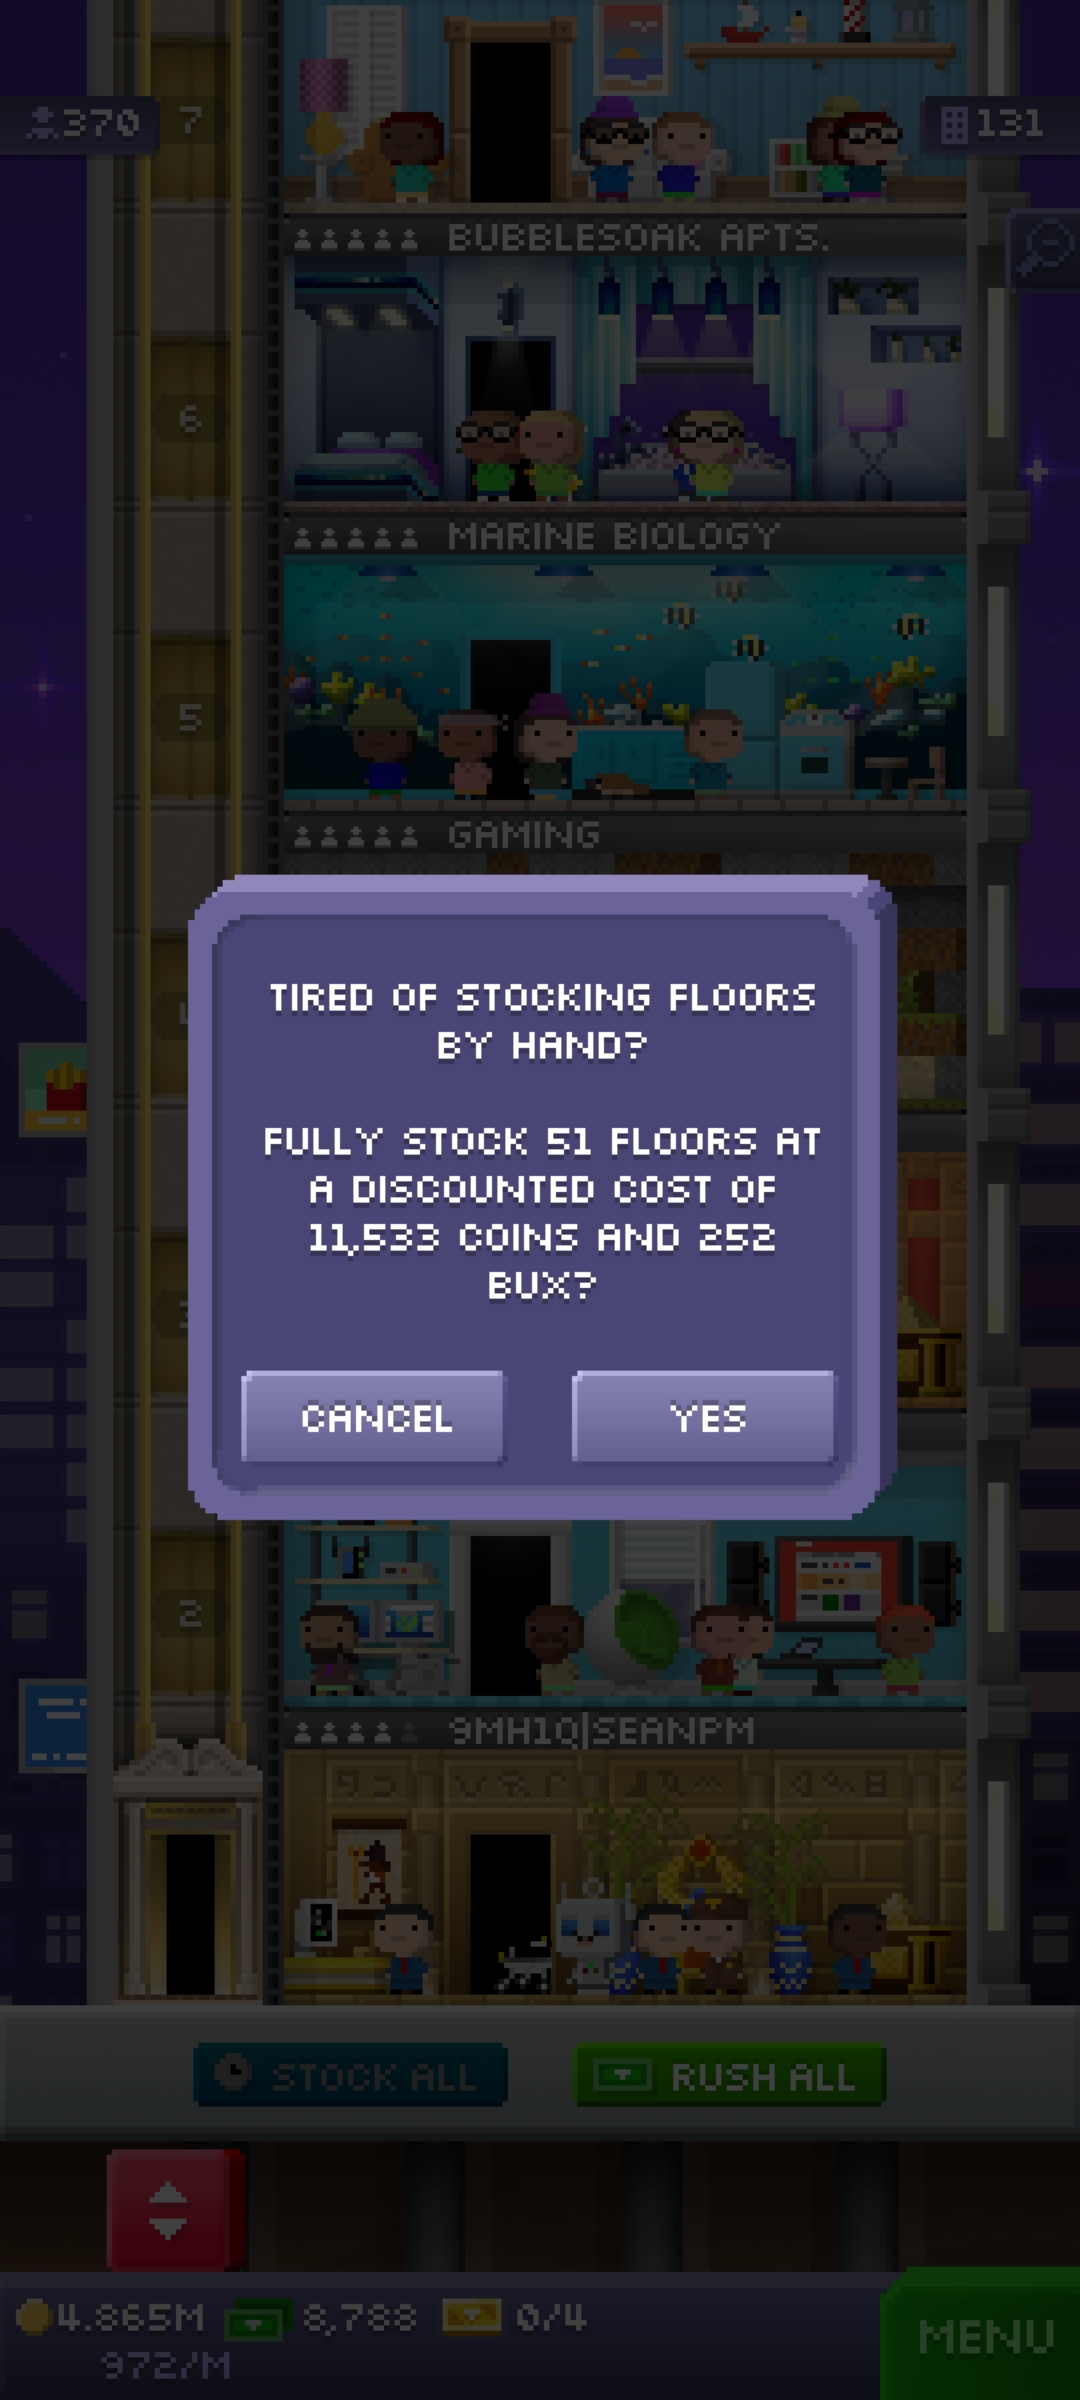 370
7
131
BUBBLESOAK APTS.
6
MARINE BIOLOGY
5
GAMING
TIRED OF STOCKING FLOORS
BY HAND?
FULLY STOCK 51 FLOORS AT
A DISCOUNTED COST OF
11,533 COINS AND 252
BUX?
CANCEL
YES
2
9MH1Q|SEANPM
STOCK ALL
RUSH ALL
4.865M
8,788
0/4
972/M
MENU